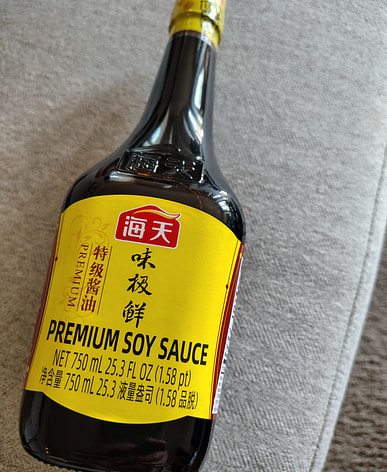 海天
海天
特级酱油
PREMIUM
味极鲜
PREMIUM SOY SAUCE
NET 750 mL 25.3 FL OZ (1.58 pt)
净含量 750 mL 25.3 液量盎司 (1.58 品脱)